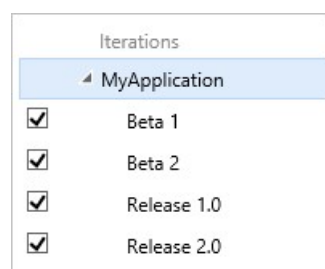 Iterations
MyApplication
Beta 1
Beta 2
Release 1.0
Release 2.0